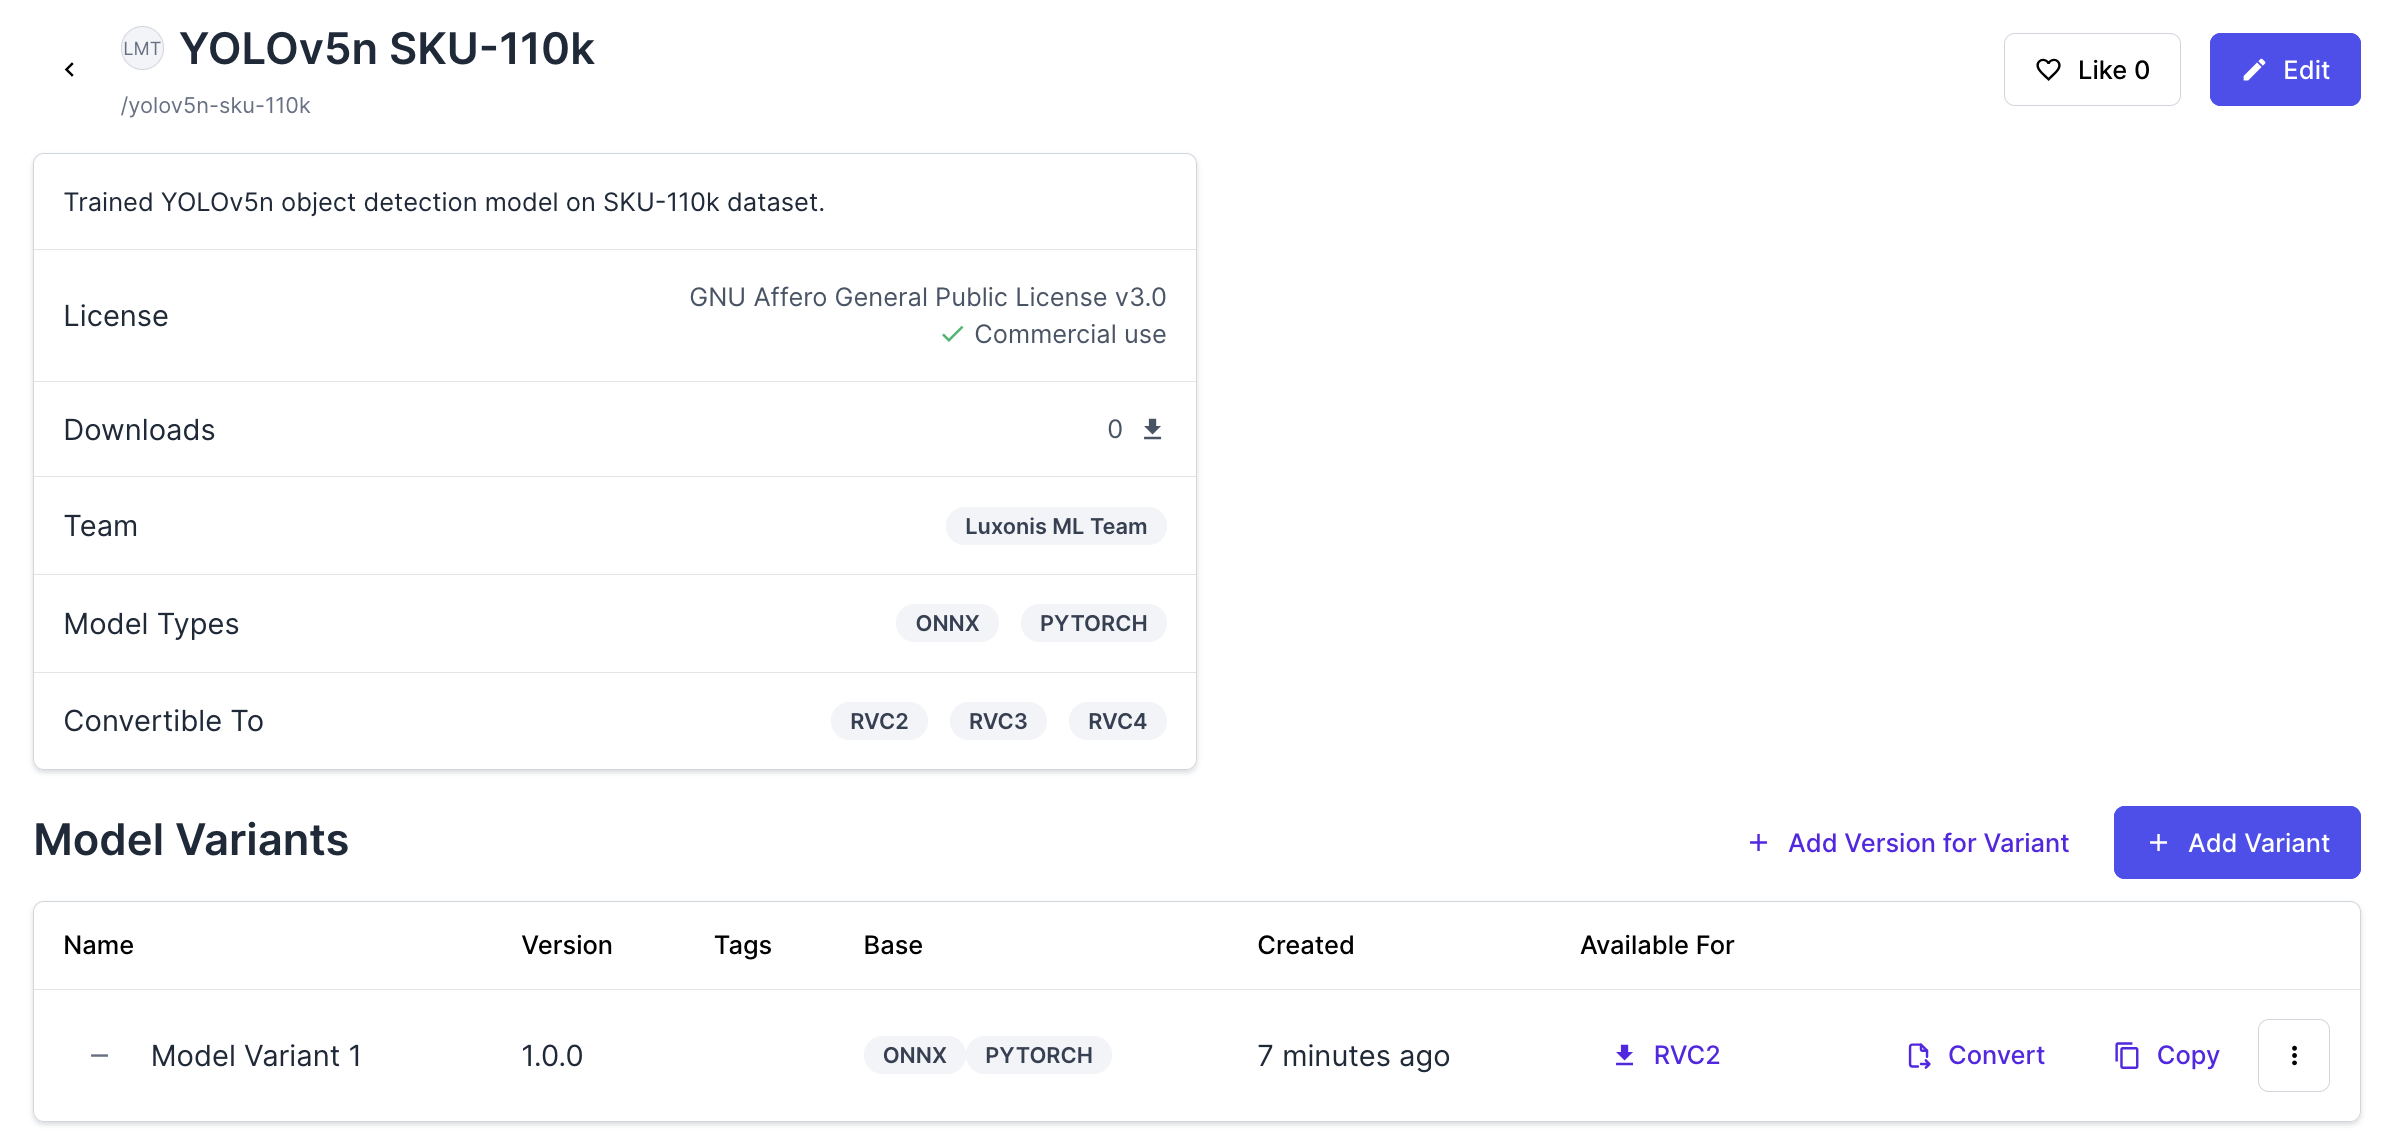 LMT YOLOv5n SKU-110k
/yolov5n-sku-110k
Like 0
Edit
Trained YOLOv5n object detection model on SKU-110k dataset.
License
GNU Affero General Public License v3.0
Commercial use
Downloads 0
Team Luxonis ML Team
Model Types ONNX PYTORCH
Convertible To RVC2 RVC3 RVC4
Model Variants
+ Add Version for Variant
+ Add Variant
Name Version Tags Base Created Available For
Model Variant 1 1.0.0 ONNX PYTORCH 7 minutes ago RVC2 Convert Copy